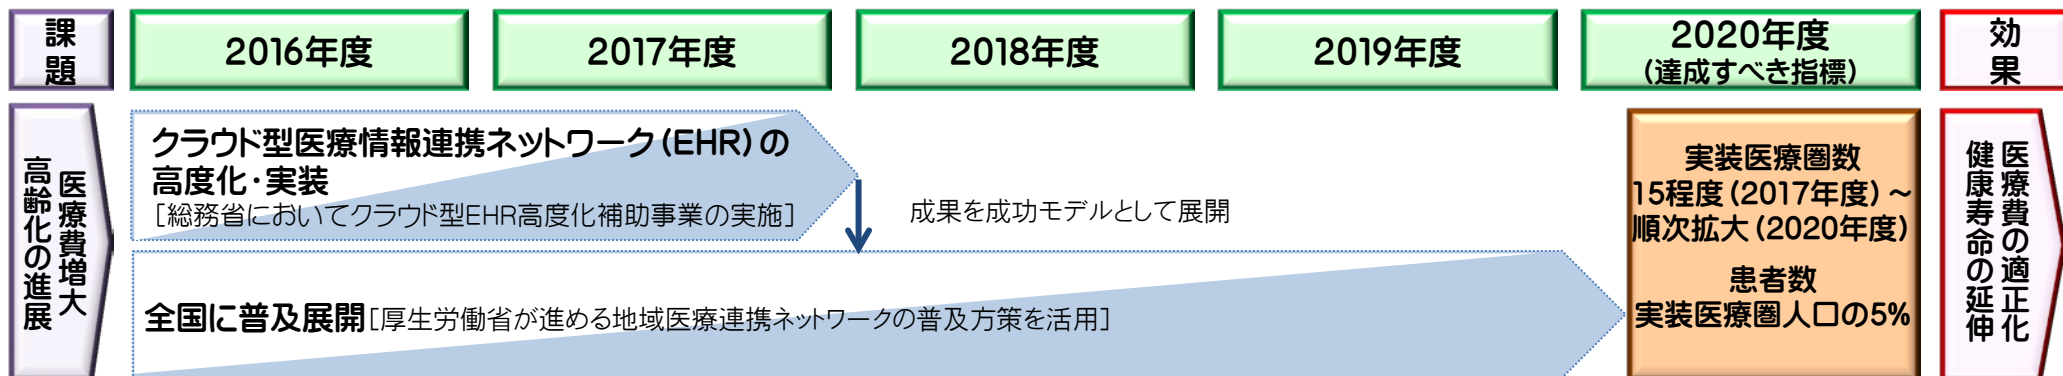 課
題
2016年度
2017年度
2018年度
2019年度
2020年度
(達成すべき指標)
効
果
医療費増大
高齢化の進展
クラウド型医療情報連携ネットワーク(EHR)の
高度化・実装
[総務省においてクラウド型EHR高度化補助事業の実施]
成果を成功モデルとして展開
全国に普及展開[厚生労働省が進める地域医療連携ネットワークの普及方策を活用]
実装医療圏数
15程度(2017年度)~
順次拡大(2020年度)
患者数
実装医療圏人口の5%
医療費の適正化
健康寿命の延伸